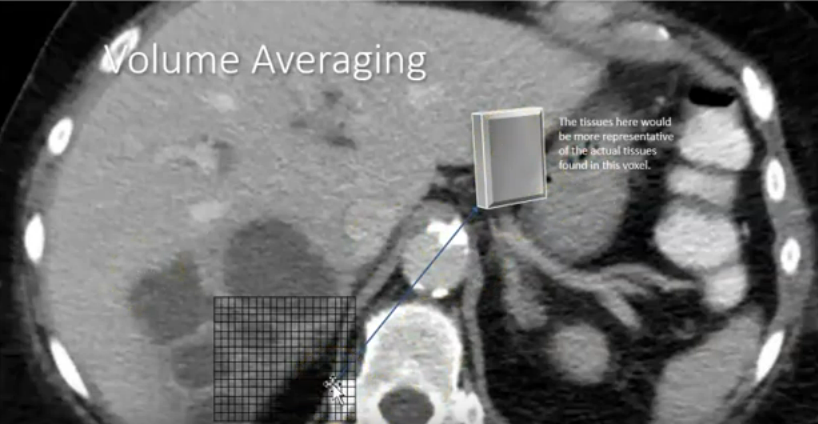 Volume Averaging
The tissues here would
be more representative
of the actual tissues
found in this voxel.